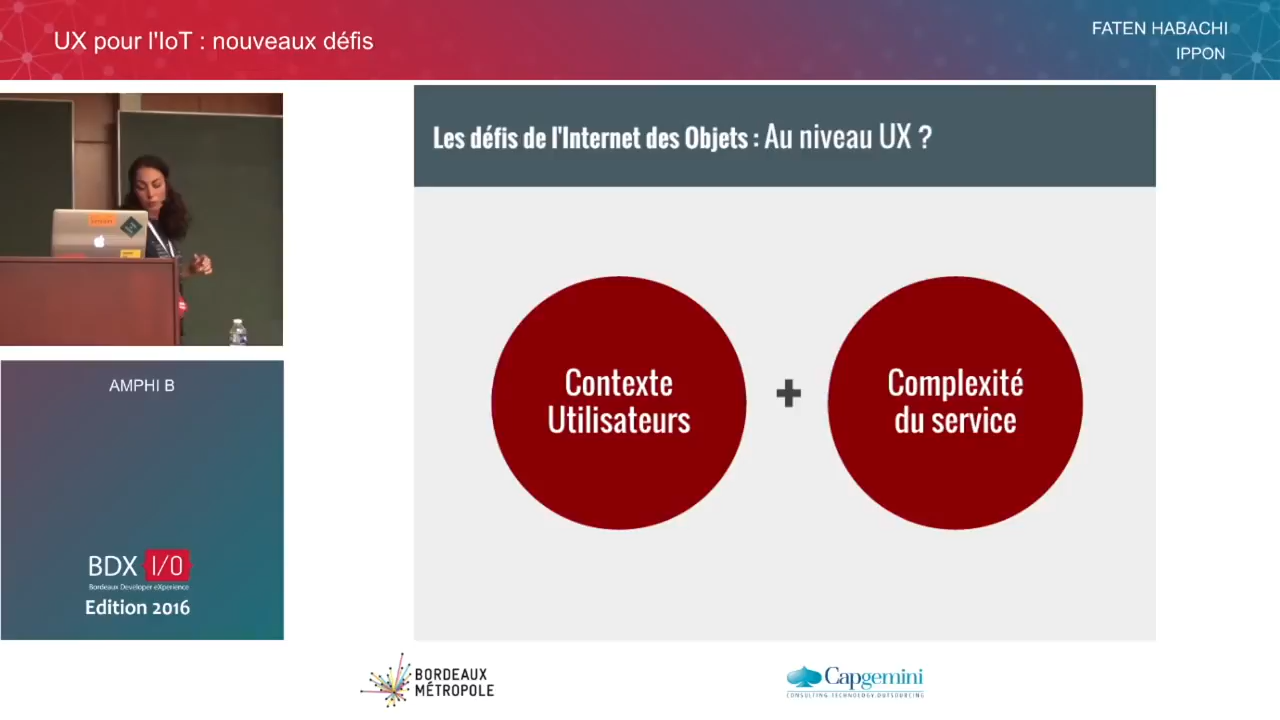 UX pour l'IoT : nouveaux défis
FATEN HABACHI
IPPON
Les défis de l'Internet des Objets : Au niveau UX ?
Contexte
Utilisateurs
+
Complexité
du service
AMPHI B
BDX I/O
Bordeaux Developer eXperience
Edition 2016
BORDEAUX
MÉTROPOLE
Capgemini
CONSULTING.TECHNOLOGY.OUTSOURCING